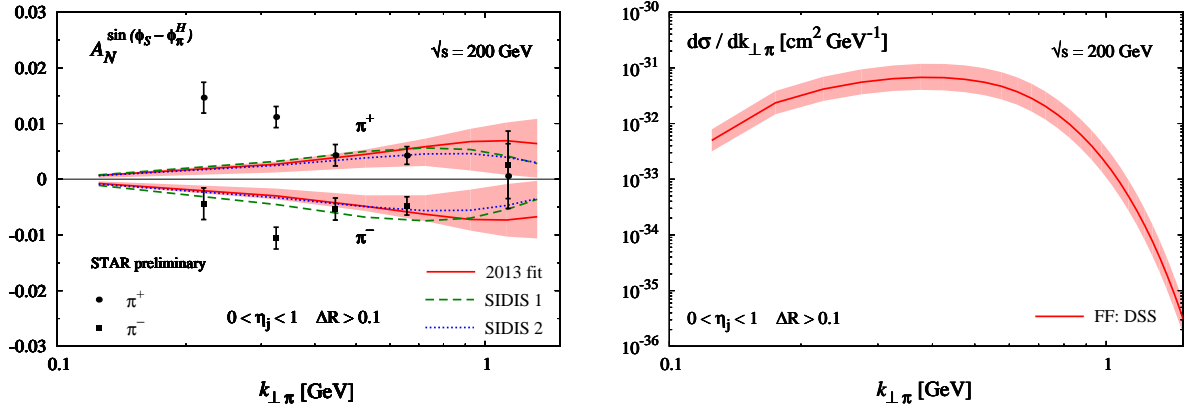 0.03
0.02
0.01
0
-0.01
-0.02
-0.03
A_N^{sin (ϕ_S − ϕ_π^H)}
√s = 200 GeV
π⁺
π⁻
STAR preliminary
π⁺
π⁻
0 < η_j < 1 ΔR > 0.1
2013 fit
SIDIS 1
SIDIS 2
0.1
1
k_{⊥π} [GeV]
10^{-30}
10^{-31}
10^{-32}
10^{-33}
10^{-34}
10^{-35}
10^{-36}
dσ / dk_{⊥π} [cm² GeV⁻¹]
√s = 200 GeV
0 < η_j < 1 ΔR > 0.1
FF: DSS
0.1
1
k_{⊥π} [GeV]